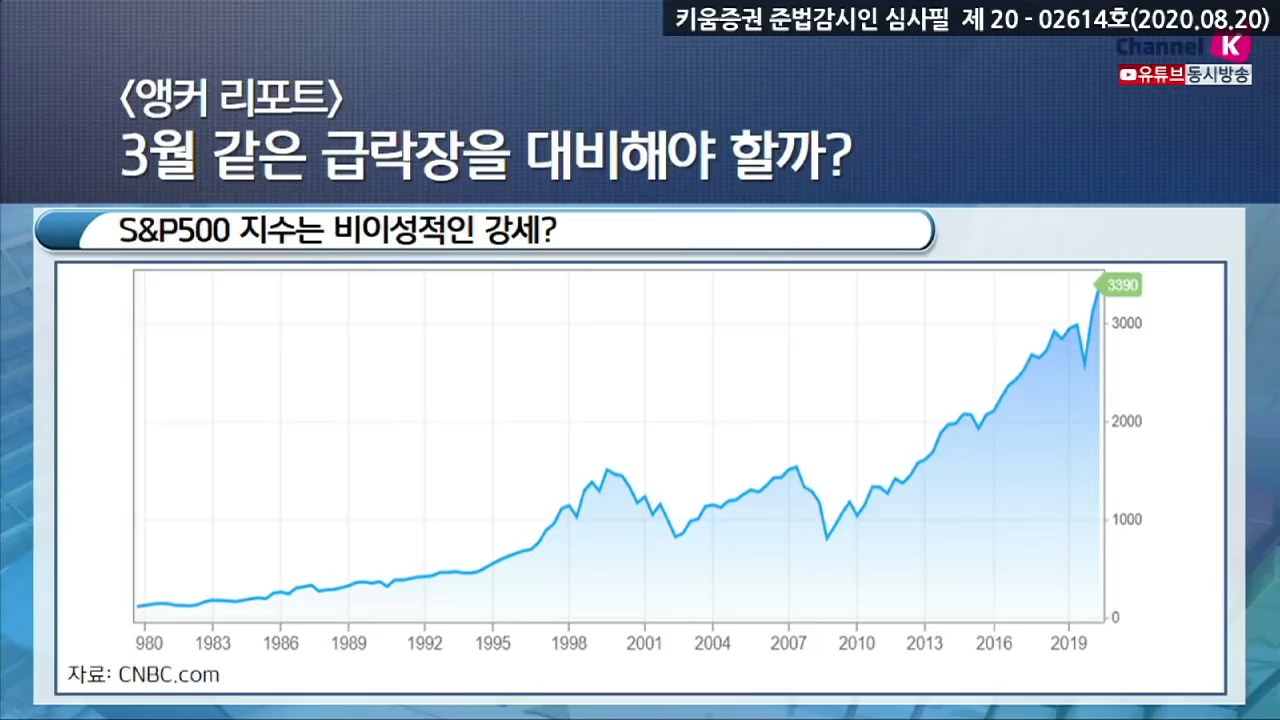 키움증권 준법감시인 심사필 제 20 - 02614호(2020.08.20)
Channel K
유튜브동시방송
<앵커 리포트>
3월 같은 급락장을 대비해야 할까?
S&P500 지수는 비이성적인 강세?
3390
3000
2000
1000
0
980 1983 1986 1989 1992 1995 1998 2001 2004 2007 2010 2013 2016 2019
자료: CNBC.com